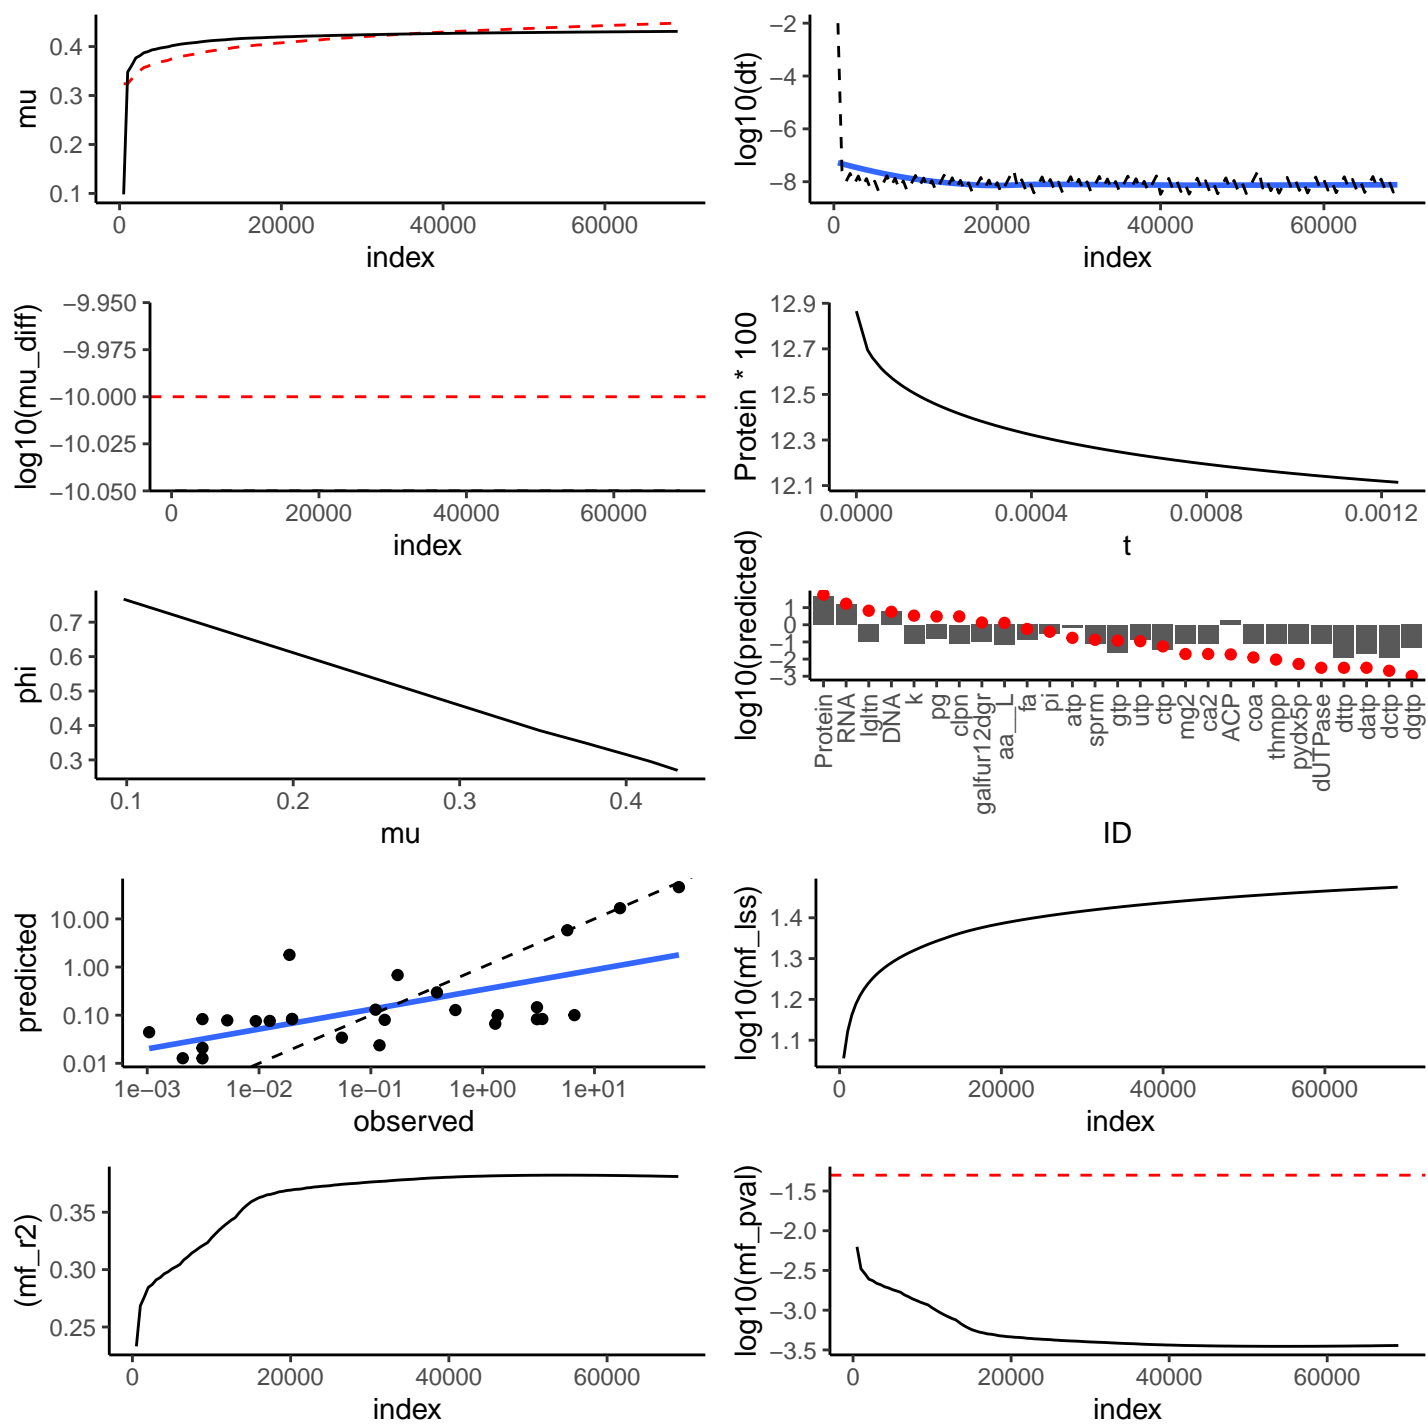 mu
0.4
0.3
0.2
0.1
0 20000 40000 60000
index
log10(dt)
−2
−4
−6
−8
0 20000 40000 60000
index
log10(mu_diff)
−9.950
−9.975
−10.000
−10.025
−10.050
0 20000 40000 60000
index
Protein * 100
12.9
12.7
12.5
12.3
12.1
0.0000 0.0004 0.0008 0.0012
t
phi
0.7
0.6
0.5
0.4
0.3
0.1 0.2 0.3 0.4
mu
log10(predicted)
1
0
−1
−2
−3
Protein
RNA
lgltn
DNA
k
pg
clpn
galfur12dgr
aa__L
fa
pi
atp
sprm
gtp
utp
ctp
mg2
ca2
ACP
coa
thmpp
pydx5p
dUTPase
dttp
datp
dctp
dgtp
ID
predicted
10.00
1.00
0.10
0.01
1e−03 1e−02 1e−01 1e+00 1e+01
observed
log10(mf_lss)
1.4
1.3
1.2
1.1
0 20000 40000 60000
index
(mf_r2)
0.35
0.30
0.25
0 20000 40000 60000
index
log10(mf_pval)
−1.5
−2.0
−2.5
−3.0
−3.5
0 20000 40000 60000
index